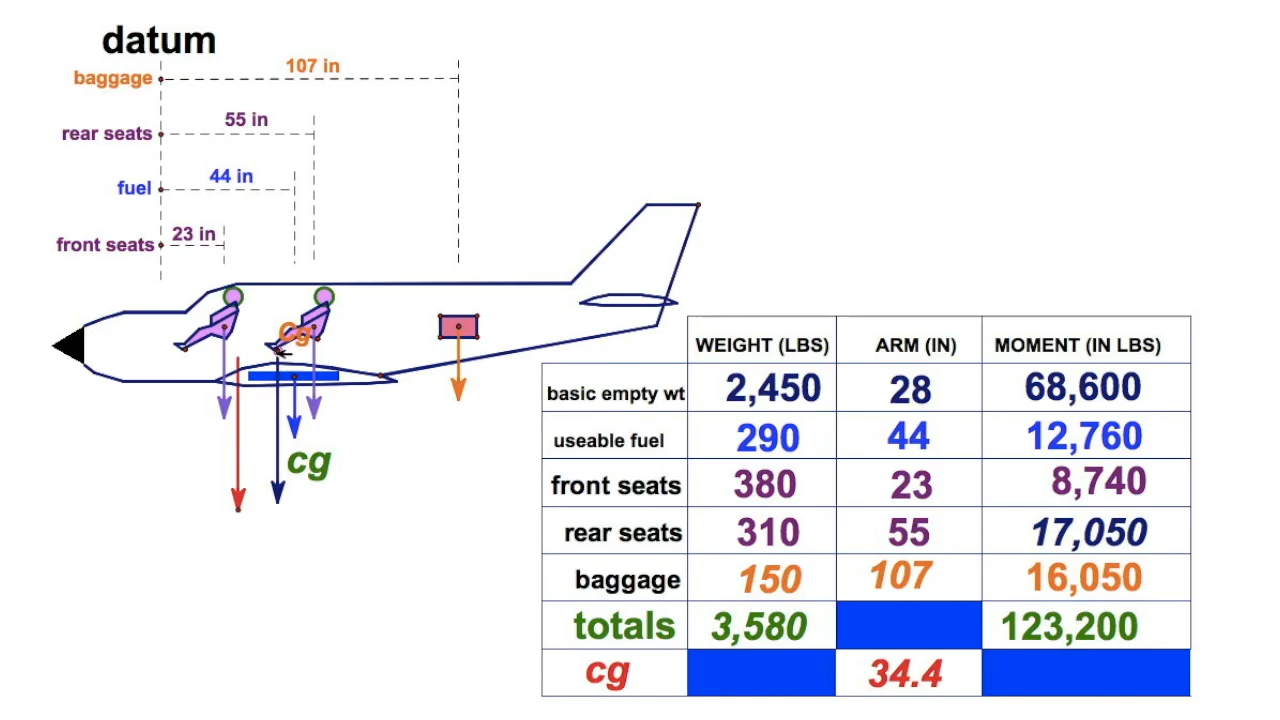 datum
baggage 107 in
rear seats 55 in
fuel 44 in
front seats 23 in
Cg
cg
WEIGHT (LBS) ARM (IN) MOMENT (IN LBS)
basic empty wt 2,450 28 68,600
useable fuel 290 44 12,760
front seats 380 23 8,740
rear seats 310 55 17,050
baggage 150 107 16,050
totals 3,580 123,200
cg 34.4